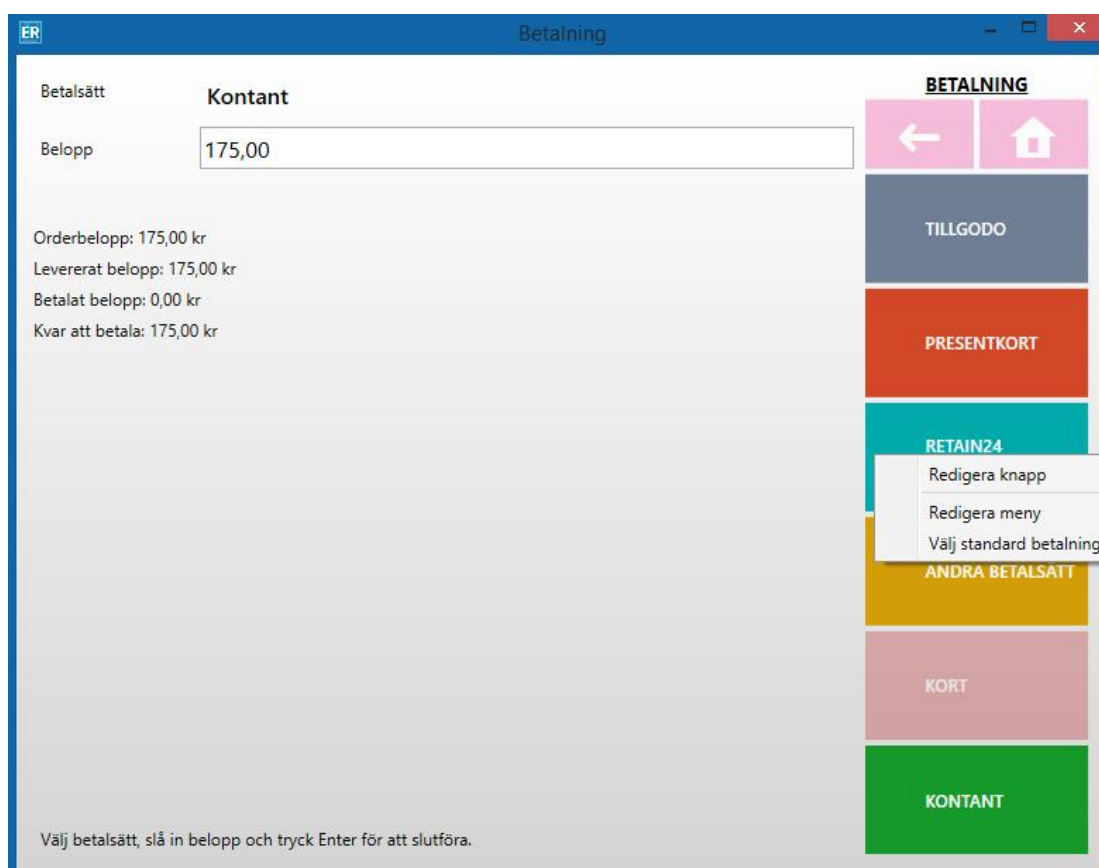 ER
Betalning
Betalsätt
Kontant
Belopp
175,00
Orderbelopp: 175,00 kr
Levererat belopp: 175,00 kr
Betalat belopp: 0,00 kr
Kvar att betala: 175,00 kr
Välj betalsätt, slå in belopp och tryck Enter för att slutföra.
BETALNING
TILLGODO
PRESENTKORT
RETAIN24
Redigera knapp
Redigera meny
Välj standard betalning
ANDRA BETALSÄTT
KORT
KONTANT